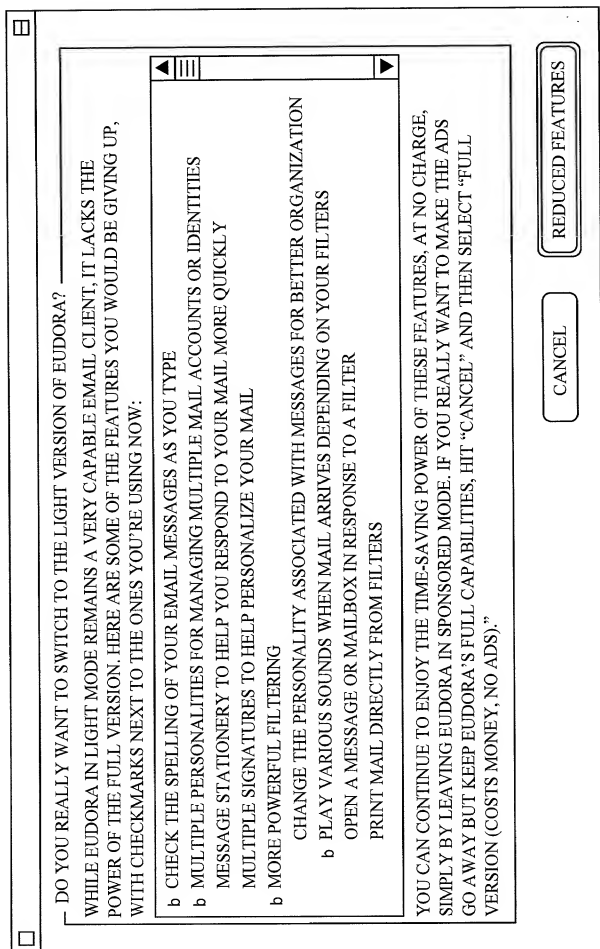 DO YOU REALLY WANT TO SWITCH TO THE LIGHT VERSION OF EUDORA?
WHILE EUDORA IN LIGHT MODE REMAINS A VERY CAPABLE EMAIL CLIENT, IT LACKS THE
POWER OF THE FULL VERSION. HERE ARE SOME OF THE FEATURES YOU WOULD BE GIVING UP,
WITH CHECKMARKS NEXT TO THE ONES YOU'RE USING NOW:
b CHECK THE SPELLING OF YOUR EMAIL MESSAGES AS YOU TYPE
b MULTIPLE PERSONALITIES FOR MANAGING MULTIPLE MAIL ACCOUNTS OR IDENTITIES
MESSAGE STATIONERY TO HELP YOU RESPOND TO YOUR MAIL MORE QUICKLY
MULTIPLE SIGNATURES TO HELP PERSONALIZE YOUR MAIL
b MORE POWERFUL FILTERING
CHANGE THE PERSONALITY ASSOCIATED WITH MESSAGES FOR BETTER ORGANIZATION
b PLAY VARIOUS SOUNDS WHEN MAIL ARRIVES DEPENDING ON YOUR FILTERS
OPEN A MESSAGE OR MAILBOX IN RESPONSE TO A FILTER
PRINT MAIL DIRECTLY FROM FILTERS
YOU CAN CONTINUE TO ENJOY THE TIME-SAVING POWER OF THESE FEATURES, AT NO CHARGE,
SIMPLY BY LEAVING EUDORA IN SPONSORED MODE. IF YOU REALLY WANT TO MAKE THE ADS
GO AWAY BUT KEEP EUDORA'S FULL CAPABILITIES, HIT “CANCEL” AND THEN SELECT “FULL
VERSION (COSTS MONEY, NO ADS).”
CANCEL
REDUCED FEATURES